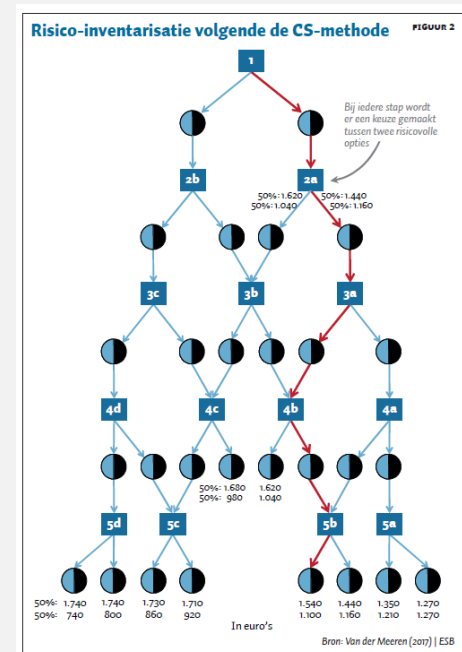 Risico-inventarisatie volgende de CS-methode
FIGUUR 2
1
Bij iedere stap wordt
er een keuze gemaakt
tussen twee risicovolle
opties
2b
2a
50%: 1.620
50%: 1.440
50%: 1.040
50%: 1.160
3c
3b
3a
4d
4c
4b
4a
50%: 1.680
1.620
50%: 980
1.040
5d
5c
5b
5a
50%: 1.740 1.740 1.730 1.710 1.540 1.440 1.350 1.270
50%: 740 800 860 920 1.100 1.160 1.210 1.270
In euro's
Bron: Van der Meeren (2017) | ESB